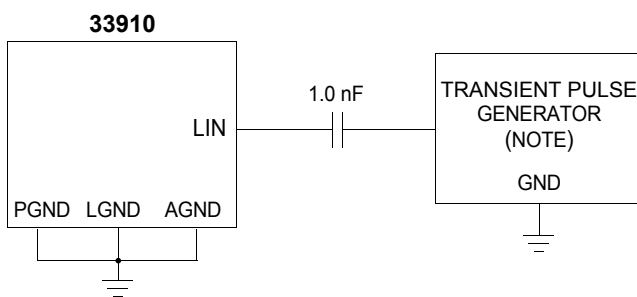 33910
1.0 nF
TRANSIENT PULSE
GENERATOR
(NOTE)
LIN
GND
PGND LGND AGND